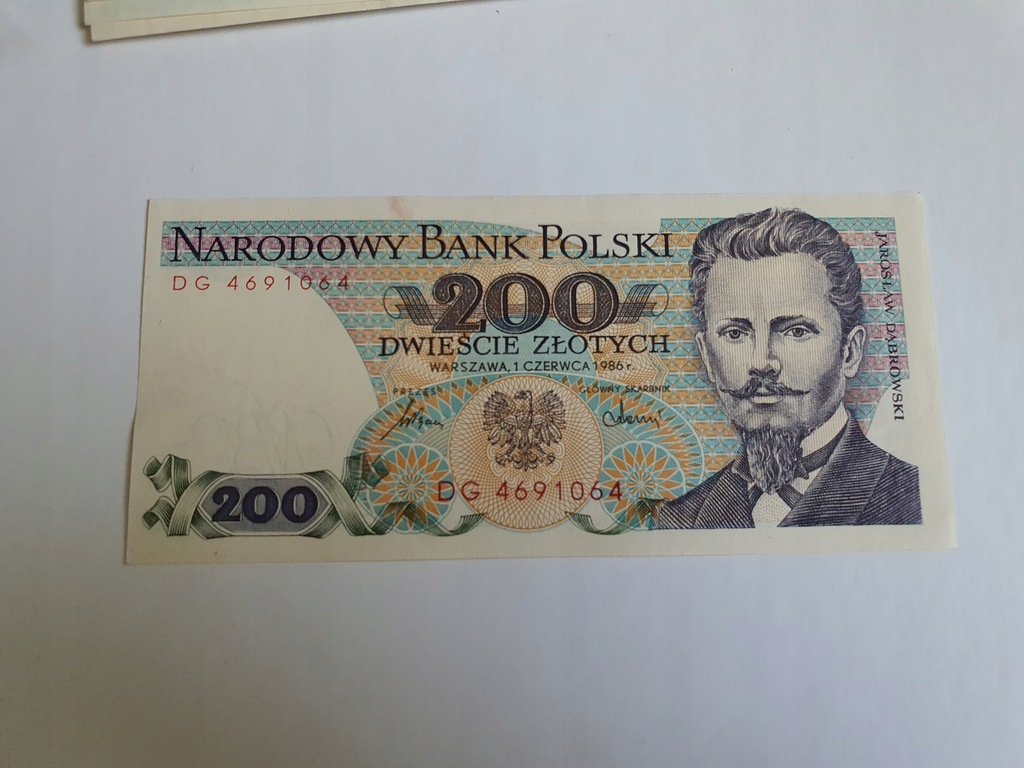 NARODOWY BANK POLSKI
DG 4691064
200
DWIEŚCIE ZŁOTYCH
WARSZAWA, 1 CZERWCA 1986 r.
PREZES
GŁÓWNY SKARBNIK
DG 4691064
200
JAROSŁAW DĄBROWSKI